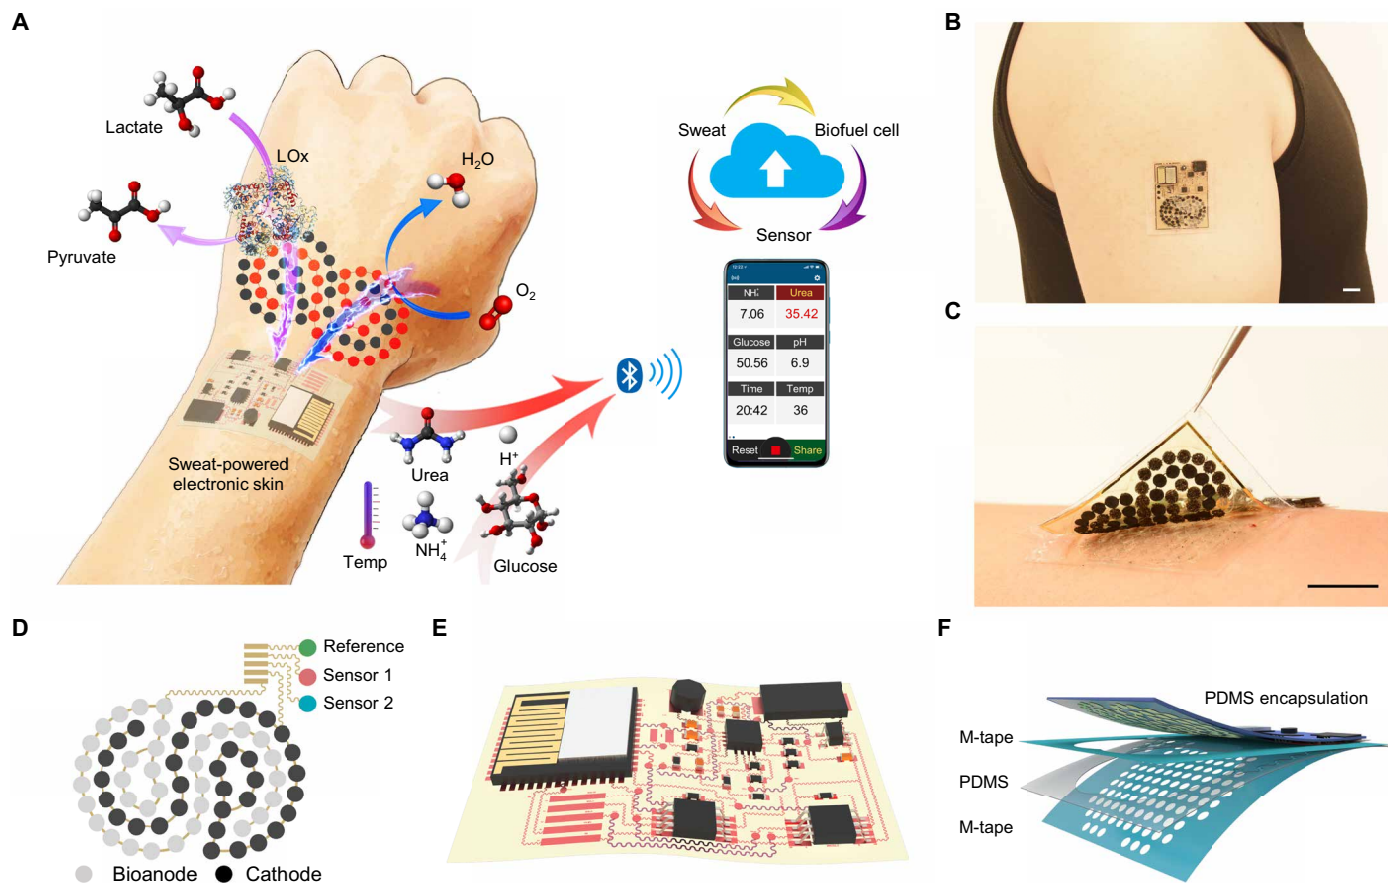 A
Lactate
LOx
H2O
Pyruvate
O2
Sweat-powered
electronic skin
Urea
H+
Temp
NH4+
Glucose
Sweat
Biofuel cell
Sensor
12:22
NH4+
Urea
7.06
35.42
Glucose
pH
50.56
6.9
Time
Temp
20:42
36
Reset
Share
B
C
D
Reference
Sensor 1
Sensor 2
Bioanode
Cathode
E
F
PDMS encapsulation
M-tape
PDMS
M-tape